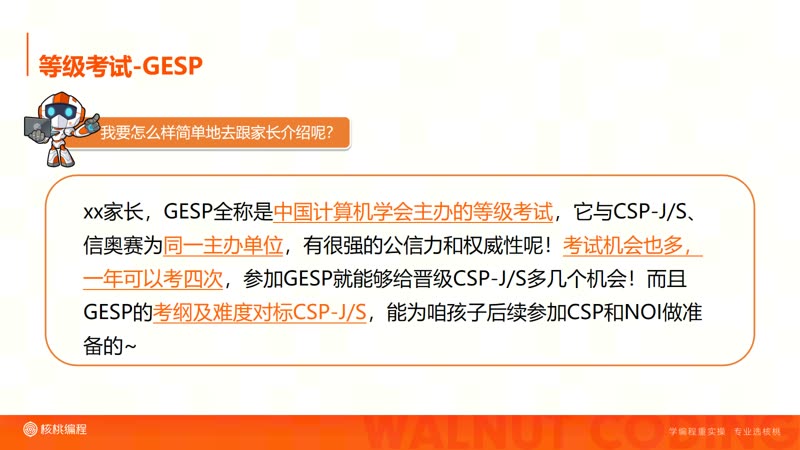 等级考试-GESP
我要怎么样简单地去跟家长介绍呢?
xx家长，GESP全称是中国计算机学会主办的等级考试，它与CSP-J/S、
信奥赛为同一主办单位，有很强的公信力和权威性呢！考试机会也多，
一年可以考四次，参加GESP就能够给晋级CSP-J/S多几个机会！而且
GESP的考纲及难度对标CSP-J/S，能为咱孩子后续参加CSP和NOI做准
备的~
核桃编程
WALNUT CODING
学编程重实操 专业选核桃